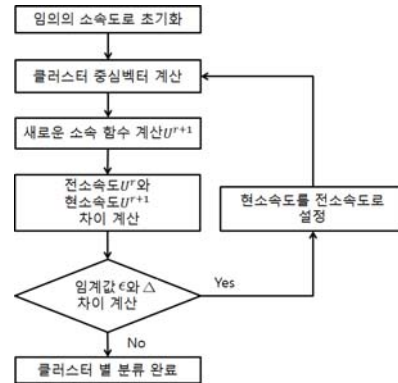 임의의 소속도로 초기화
클러스터 중심벡터 계산
새로운 소속 함수 계산U^{r+1}
전소속도U^r와
현소속도U^{r+1}
차이 계산
현소속도를 전소속도로
설정
임계값 ϵ와 △
차이 계산
Yes
No
클러스터 별 분류 완료